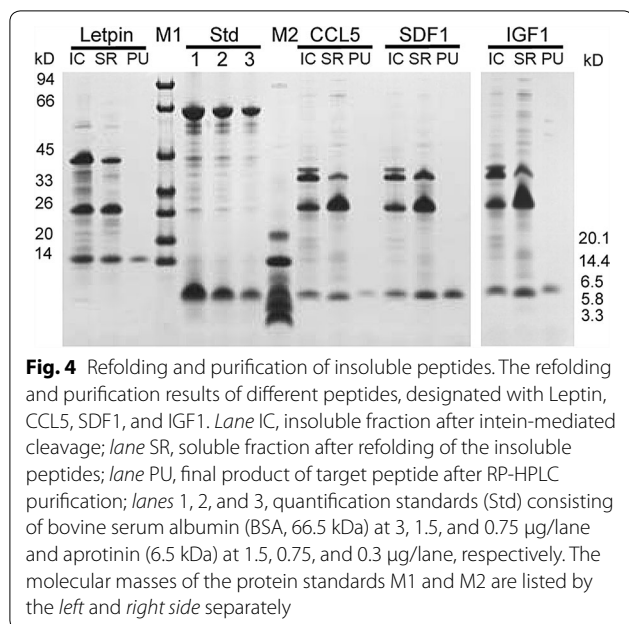 Letpin M1 Std M2 CCL5 SDF1 IGF1
kD IC SR PU 1 2 3 IC SR PU IC SR PU IC SR PU kD
94
66
45
33
26
20
14
20.1
14.4
6.5
5.8
3.3
Fig. 4 Refolding and purification of insoluble peptides. The refolding
and purification results of different peptides, designated with Leptin,
CCL5, SDF1, and IGF1. Lane IC, insoluble fraction after intein-mediated
cleavage; lane SR, soluble fraction after refolding of the insoluble
peptides; lane PU, final product of target peptide after RP-HPLC
purification; lanes 1, 2, and 3, quantification standards (Std) consisting
of bovine serum albumin (BSA, 66.5 kDa) at 3, 1.5, and 0.75 µg/lane
and aprotinin (6.5 kDa) at 1.5, 0.75, and 0.3 µg/lane, respectively. The
molecular masses of the protein standards M1 and M2 are listed by
the left and right side separately